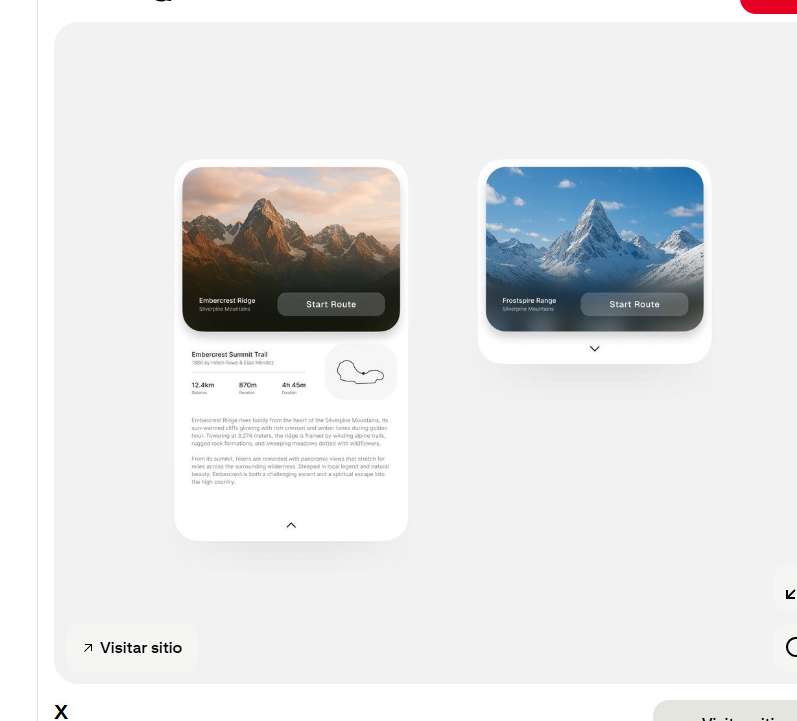 Embercrest Ridge
Silverpine Mountains
Start Route
Frostspire Range
Silverpine Mountains
Start Route
Embercrest Summit Trail
1986 by Helen Rowe & Elias Mendez
12.4km
870m
4h 45m
Distance
Elevation
Duration
Embercrest Ridge rises boldly from the heart of the Silverpine Mountains, its
sun-warmed cliffs glowing with rich crimson and amber tones during golden
hour. Towering at 3,274 meters, the ridge is framed by winding alpine trails,
rugged rock formations, and sweeping meadows dotted with wildflowers.
From its summit, hikers are rewarded with panoramic views that stretch for
miles across the surrounding wilderness. Steeped in local legend and natural
beauty, Embercrest is both a challenging ascent and a spiritual escape into
the high country.
Visitar sitio
X